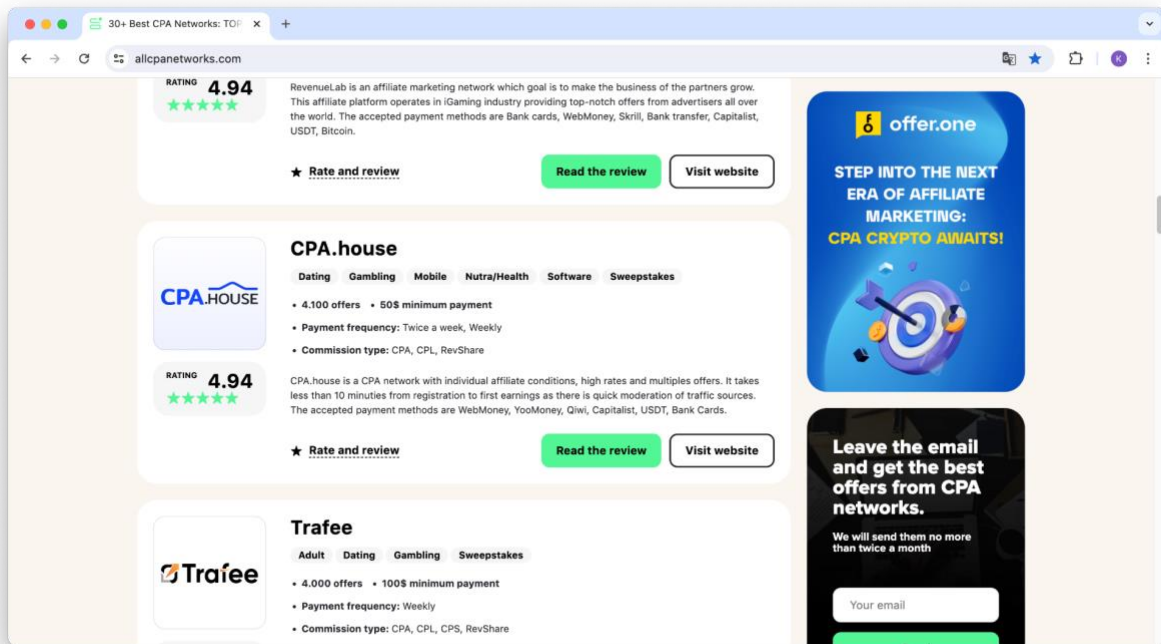 30+ Best CPA Networks: TOP
allcpanetworks.com
K
RATING 4.94
RevenueLab is an affiliate marketing network which goal is to make the business of the partners grow.
This affiliate platform operates in iGaming industry providing top-notch offers from advertisers all over
the world. The accepted payment methods are Bank cards, WebMoney, Skrill, Bank transfer, Capitalist,
USDT, Bitcoin.
Rate and review
Read the review
Visit website
CPA.HOUSE
RATING 4.94
CPA.house
Dating Gambling Mobile Nutra/Health Software Sweepstakes
• 4.100 offers • 50$ minimum payment
• Payment frequency: Twice a week, Weekly
• Commission type: CPA, CPL, RevShare
CPA.house is a CPA network with individual affiliate conditions, high rates and multiples offers. It takes
less than 10 minuties from registration to first earnings as there is quick moderation of traffic sources.
The accepted payment methods are WebMoney, YooMoney, Qiwi, Capitalist, USDT, Bank Cards.
Rate and review
Read the review
Visit website
Trafee
Trafee
Adult Dating Gambling Sweepstakes
• 4.000 offers • 100$ minimum payment
• Payment frequency: Weekly
• Commission type: CPA, CPL, CPS, RevShare
offer.one
STEP INTO THE NEXT
ERA OF AFFILIATE
MARKETING:
CPA CRYPTO AWAITS!
Leave the email
and get the best
offers from CPA
networks.
We will send them no more
than twice a month
Your email